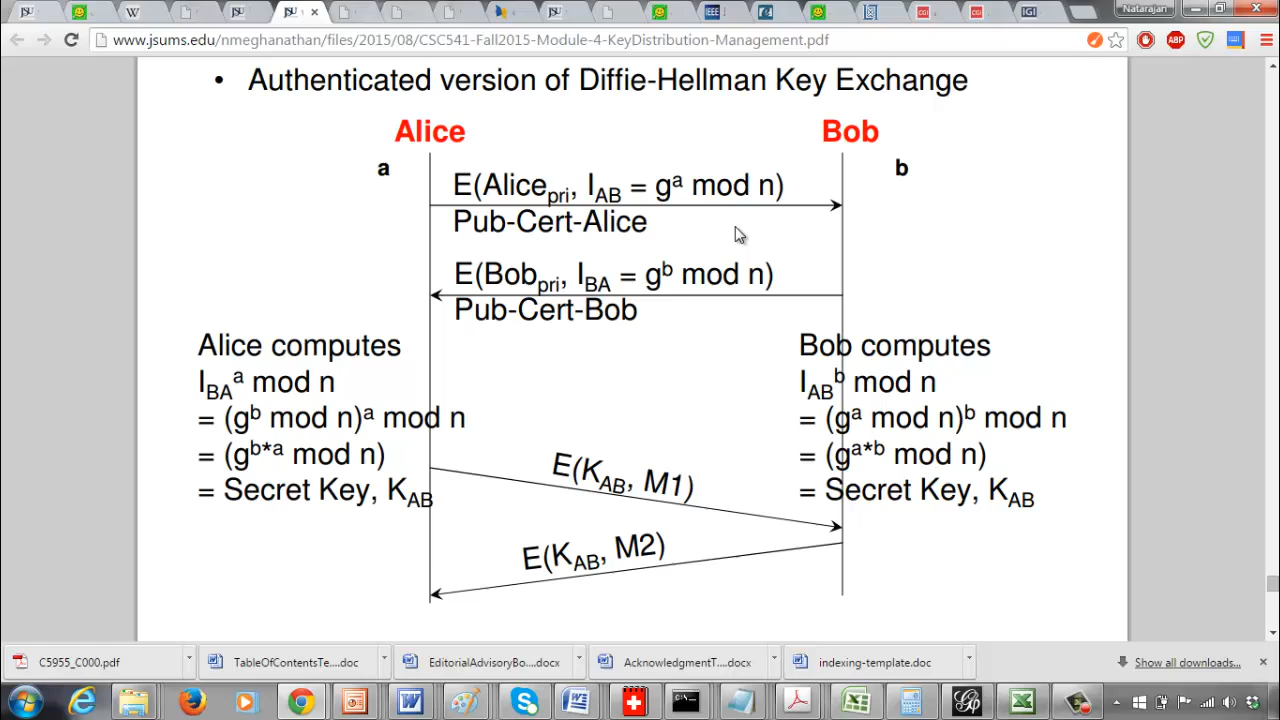 Natarajan
www.jsums.edu/nmeghanathan/files/2015/08/CSC541-Fall2015-Module-4-KeyDistribution-Management.pdf
ABP
• Authenticated version of Diffie-Hellman Key Exchange
Alice
Bob
a
b
E(Alicepri, IAB = gᵃ mod n)
Pub-Cert-Alice
E(Bobpri, IBA = gᵇ mod n)
Pub-Cert-Bob
Alice computes
IBAᵃ mod n
= (gᵇ mod n)ᵃ mod n
= (gᵇ*ᵃ mod n)
= Secret Key, KAB
Bob computes
IABᵇ mod n
= (gᵃ mod n)ᵇ mod n
= (gᵃ*ᵇ mod n)
= Secret Key, KAB
E(KAB, M1)
E(KAB, M2)
C5955_C000.pdf
TableOfContentsTe....doc
EditorialAdvisoryBo....docx
AcknowledgmentT....docx
indexing-template.doc
Show all downloads...